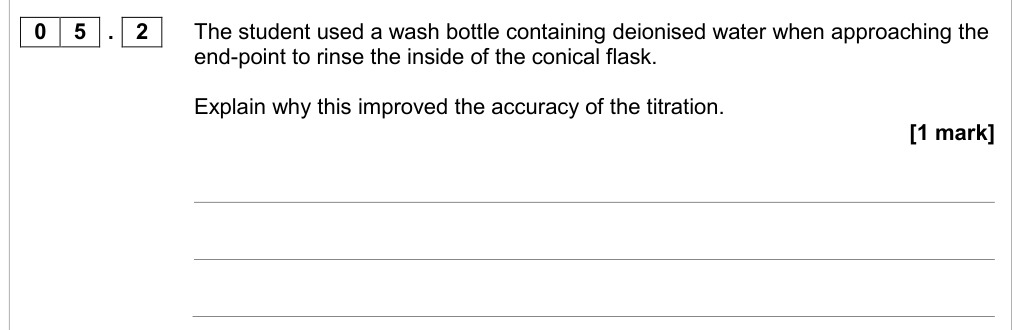 0 5 . 2 The student used a wash bottle containing deionised water when approaching the
end-point to rinse the inside of the conical flask.
Explain why this improved the accuracy of the titration.
[1 mark]